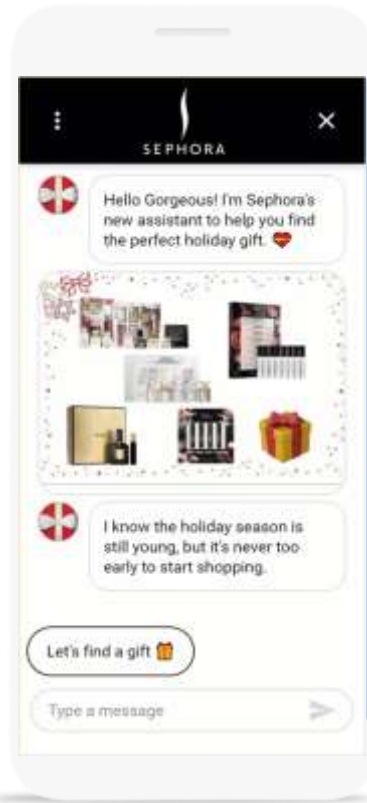 SEPHORA
Hello Gorgeous! I'm Sephora's
new assistant to help you find
the perfect holiday gift.
I know the holiday season is
still young, but it's never too
early to start shopping.
Let's find a gift
Type a message